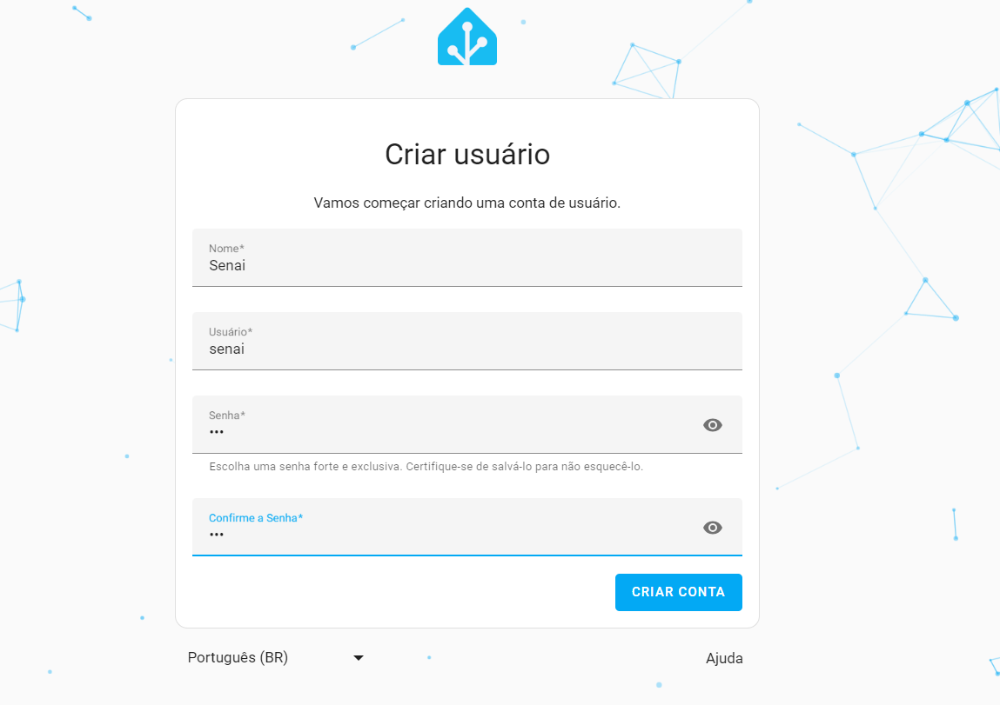 Criar usuário
Vamos começar criando uma conta de usuário.
Nome*
Senai
Usuário*
senai
Senha*
•••
Escolha uma senha forte e exclusiva. Certifique-se de salvá-lo para não esquecê-lo.
Confirme a Senha*
•••
CRIAR CONTA
Português (BR)
Ajuda